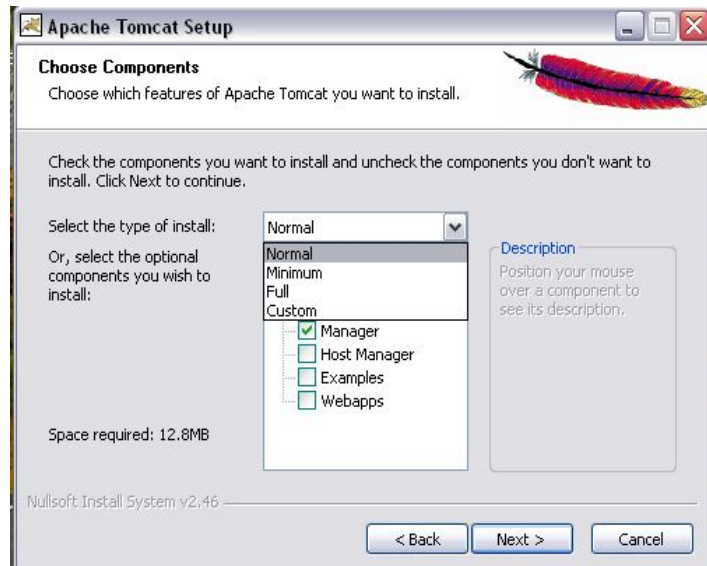 Apache Tomcat Setup
Choose Components
Choose which features of Apache Tomcat you want to install.
Check the components you want to install and uncheck the components you don't want to
install. Click Next to continue.
Select the type of install:
Normal
Or, select the optional
components you wish to
install:
Normal
Minimum
Full
Custom
Manager
Host Manager
Examples
Webapps
Description
Position your mouse
over a component to
see its description.
Space required: 12.8MB
Nullsoft Install System v2.46
< Back
Next >
Cancel